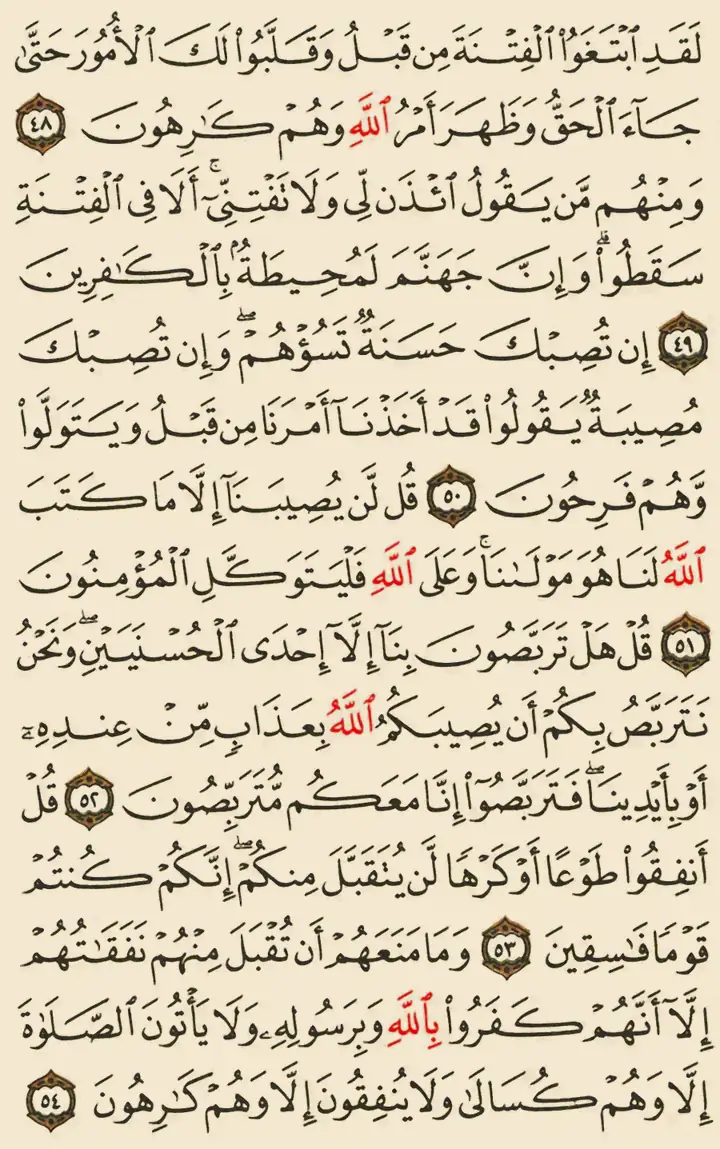 لَقَدِ ٱبۡتَغَوُاْ ٱلۡفِتۡنَةَ مِن قَبۡلُ وَقَلَّبُواْ لَكَ ٱلۡأُمُورَ حَتَّىٰ
جَآءَ ٱلۡحَقُّ وَظَهَرَ أَمۡرُ ٱللَّهِ وَهُمۡ كَٰرِهُونَ ٤٨
وَمِنۡهُم مَّن يَقُولُ ٱئۡذَن لِّي وَلَا تَفۡتِنِّيٓۚ أَلَا فِي ٱلۡفِتۡنَةِ
سَقَطُواْۗ وَإِنَّ جَهَنَّمَ لَمُحِيطَةُۢ بِٱلۡكَٰفِرِينَ
٤٩ إِن تُصِبۡكَ حَسَنَةٞ تَسُؤۡهُمۡۖ وَإِن تُصِبۡكَ
مُصِيبَةٞ يَقُولُواْ قَدۡ أَخَذۡنَآ أَمۡرَنَا مِن قَبۡلُ وَيَتَوَلَّواْ
وَّهُمۡ فَرِحُونَ ٥٠ قُل لَّن يُصِيبَنَآ إِلَّا مَا كَتَبَ
ٱللَّهُ لَنَا هُوَ مَوۡلَىٰنَاۚ وَعَلَى ٱللَّهِ فَلۡيَتَوَكَّلِ ٱلۡمُؤۡمِنُونَ
٥١ قُلۡ هَلۡ تَرَبَّصُونَ بِنَآ إِلَّآ إِحۡدَى ٱلۡحُسۡنَيَيۡنِۖ وَنَحۡنُ
نَتَرَبَّصُ بِكُمۡ أَن يُصِيبَكُمُ ٱللَّهُ بِعَذَابٖ مِّنۡ عِندِهِۦٓ
أَوۡ بِأَيۡدِينَاۖ فَتَرَبَّصُوٓاْ إِنَّا مَعَكُم مُّتَرَبِّصُونَ ٥٢ قُلۡ
أَنفِقُواْ طَوۡعًا أَوۡ كَرۡهٗا لَّن يُتَقَبَّلَ مِنكُمۡۖ إِنَّكُمۡ كُنتُمۡ
قَوۡمٗا فَٰسِقِينَ ٥٣ وَمَا مَنَعَهُمۡ أَن تُقۡبَلَ مِنۡهُمۡ نَفَقَٰتُهُمۡ
إِلَّآ أَنَّهُمۡ كَفَرُواْ بِٱللَّهِ وَبِرَسُولِهِۦ وَلَا يَأۡتُونَ ٱلصَّلَوٰةَ
إِلَّا وَهُمۡ كُسَالَىٰ وَلَا يُنفِقُونَ إِلَّا وَهُمۡ كَٰرِهُونَ ٥٤